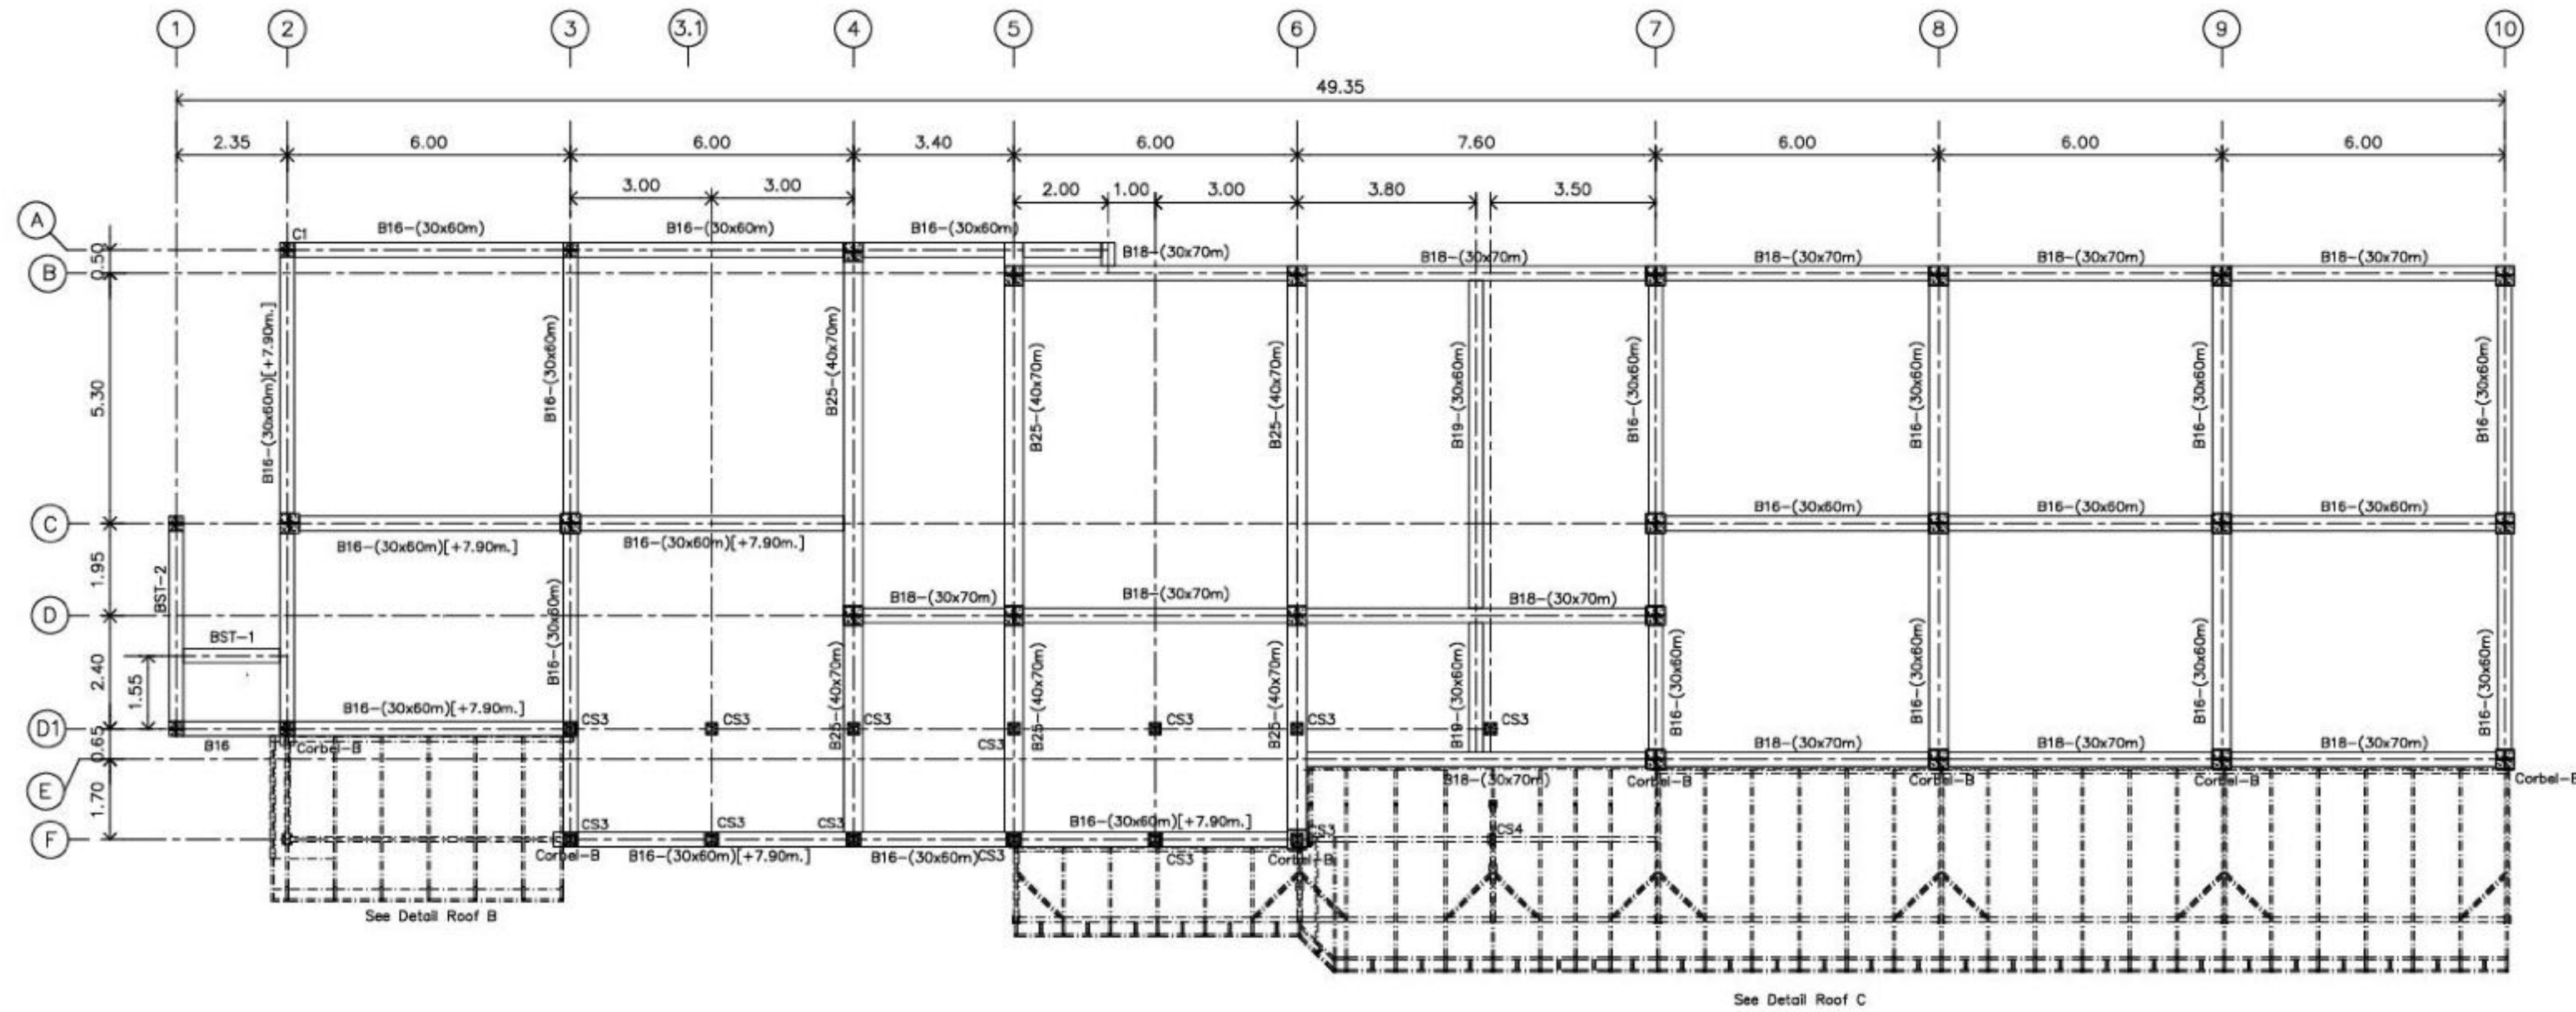 1 2 3 3.1 4 5 6 7 8 9 10
49.35
2.35 6.00 6.00 3.40 6.00 7.60 6.00 6.00 6.00
3.00 3.00 2.00 1.00 3.00 3.80 3.50
A
C1
B16-(30x60m) B16-(30x60m) B16-(30x60m)
0.50
B
B18-(30x70m) B18-(30x70m) B18-(30x70m) B18-(30x70m) B18-(30x70m)
5.30
B16-(30x60m)[+7.90m.]
B16-(30x60m)
B25-(40x70m)
B25-(40x70m)
B25-(40x70m)
B19-(30x60m)
B16-(30x60m)
B16-(30x60m)
B16-(30x60m)
B16-(30x60m)
C
B16-(30x60m) B16-(30x60m) B16-(30x60m)
B16-(30x60m)[+7.90m.] B16-(30x60m)[+7.90m.]
1.95
BST-2
D
B18-(30x70m) B18-(30x70m) B18-(30x70m)
BST-1
2.40
1.55
B16-(30x60m)
B25-(40x70m)
B25-(40x70m)
B25-(40x70m)
B19-(30x60m)
B16-(30x60m)
B16-(30x60m)
B16-(30x60m)
B16-(30x60m)
B16-(30x60m)[+7.90m.]
D1
CS3 CS3 CS3 CS3 CS3 CS3 CS3
B16
Corbel-B
0.65
B18-(30x70m) B18-(30x70m) B18-(30x70m)
E
B18-(30x70m)
Corbel-B Corbel-B Corbel-B Corbel-B
1.70
F
CS3 CS3 CS3
B16-(30x60m)[+7.90m.]
CS3 CS4
Corbel-B
B16-(30x60m)[+7.90m.]
B16-(30x60m)
CS3
CS3
Corbel-B
See Detail Roof B
See Detail Roof C